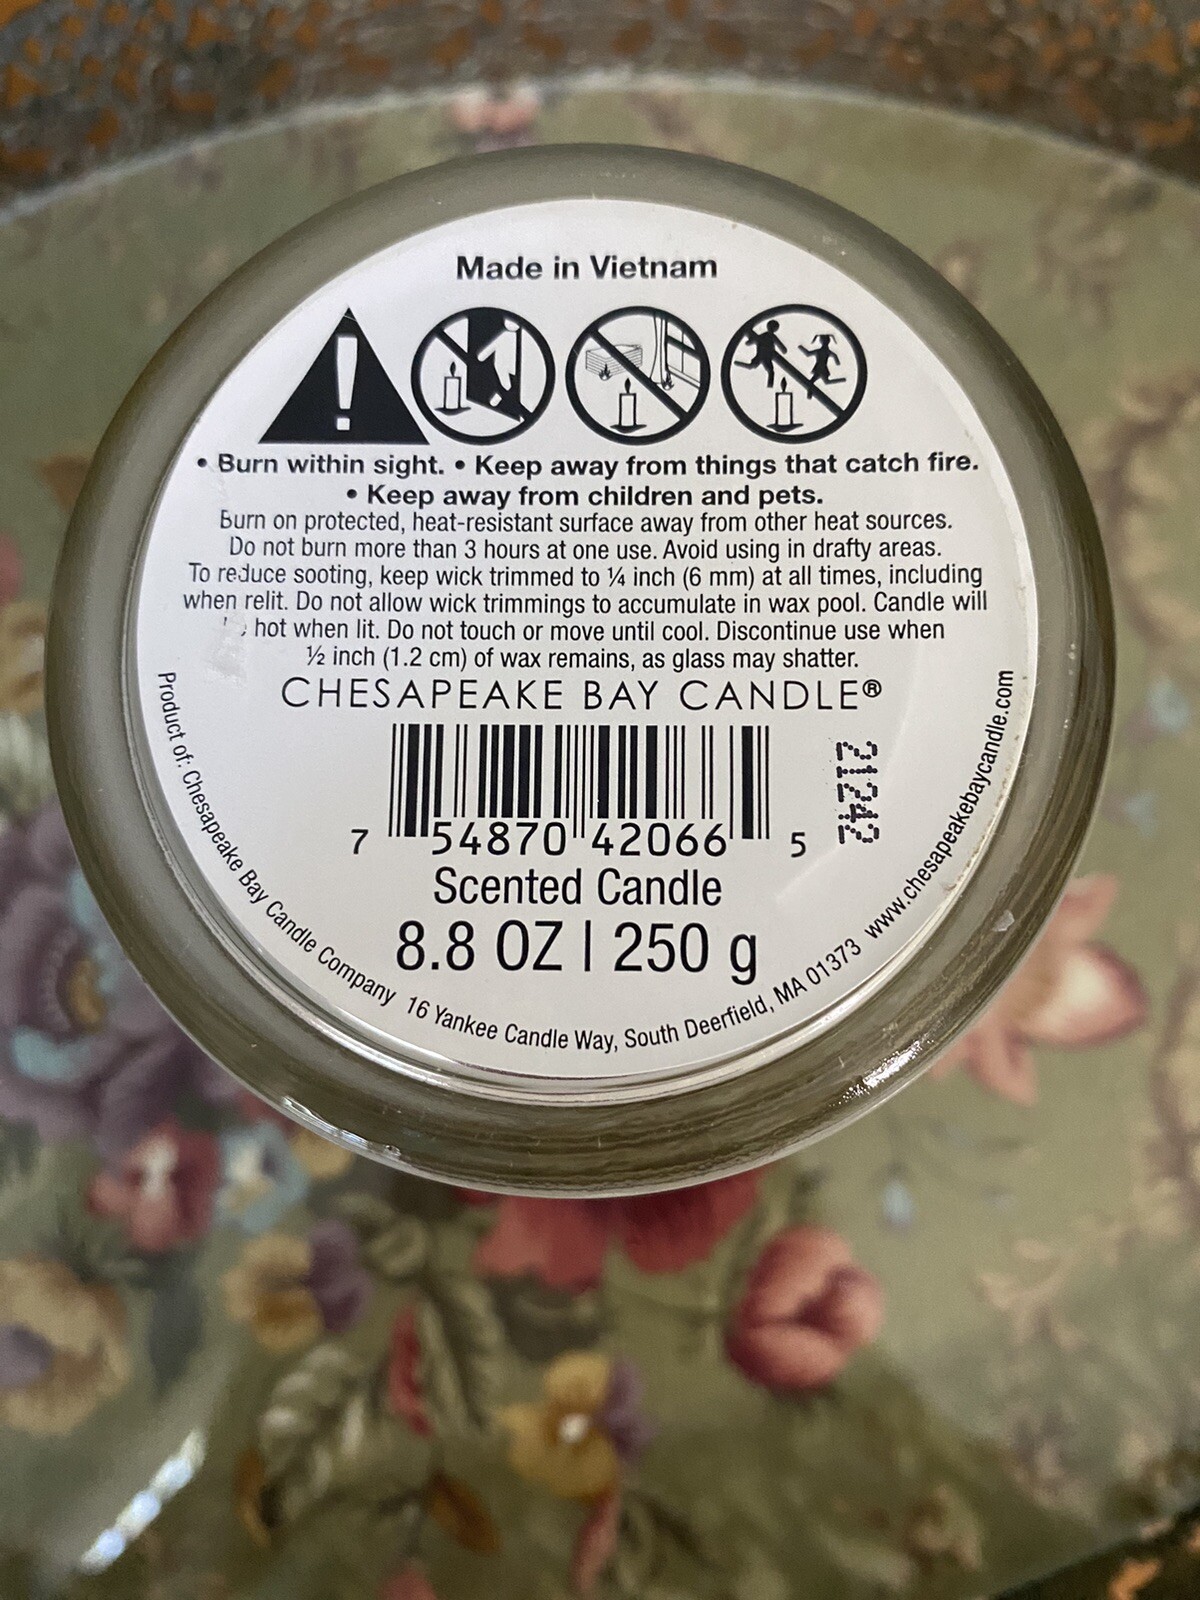 Made in Vietnam
• Burn within sight. • Keep away from things that catch fire.
• Keep away from children and pets.
Burn on protected, heat-resistant surface away from other heat sources.
Do not burn more than 3 hours at one use. Avoid using in drafty areas.
To reduce sooting, keep wick trimmed to ¼ inch (6 mm) at all times, including
when relit. Do not allow wick trimmings to accumulate in wax pool. Candle will
hot when lit. Do not touch or move until cool. Discontinue use when
½ inch (1.2 cm) of wax remains, as glass may shatter.
CHESAPEAKE BAY CANDLE®
7 54870 42066 5
21242
Scented Candle
8.8 OZ | 250 g
Product of: Chesapeake Bay Candle Company 16 Yankee Candle Way, South Deerfield, MA 01373 www.chesapeakebaycandle.com